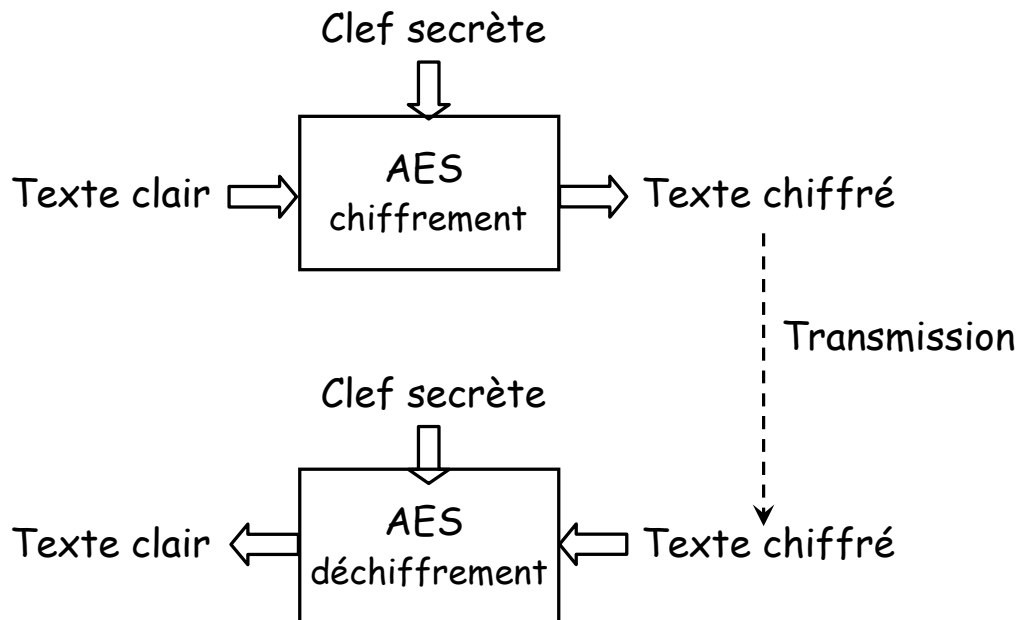 Clef secrète
AES
Texte clair
chiffrement
Texte chiffré
Transmission
Clef secrète
AES
Texte clair
déchiffrement
Texte chiffré